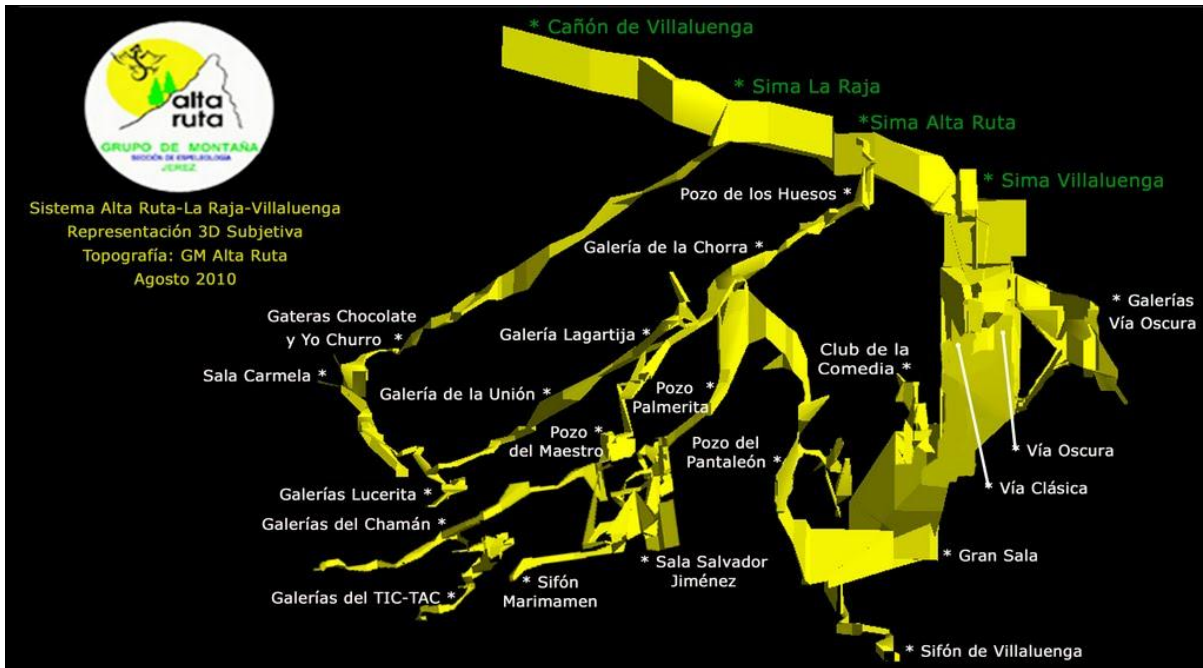 alta
ruta
GRUPO DE MONTAÑA
SECCIÓN DE ESPELEOLOGÍA
JEREZ
Sistema Alta Ruta-La Raja-Villaluenga
Representación 3D Subjetiva
Topografía: GM Alta Ruta
Agosto 2010
* Cañón de Villaluenga
* Sima La Raja
*Sima Alta Ruta
* Sima Villaluenga
Pozo de los Huesos *
Galería de la Chorra *
Galería Lagartija *
Gateras Chocolate
y Yo Churro *
Sala Carmela *
Galería de la Unión *
Pozo *
Palmerita
Club de la
Comedia *
* Galerías
Vía Oscura
Pozo *
del Maestro
Pozo del
Pantaleón *
* Vía Oscura
* Vía Clásica
Galerías Lucerita *
Galerías del Chamán *
Galerías del TIC-TAC *
* Sifón
Marimamen
* Sala Salvador
Jiménez
* Gran Sala
* Sifón de Villaluenga